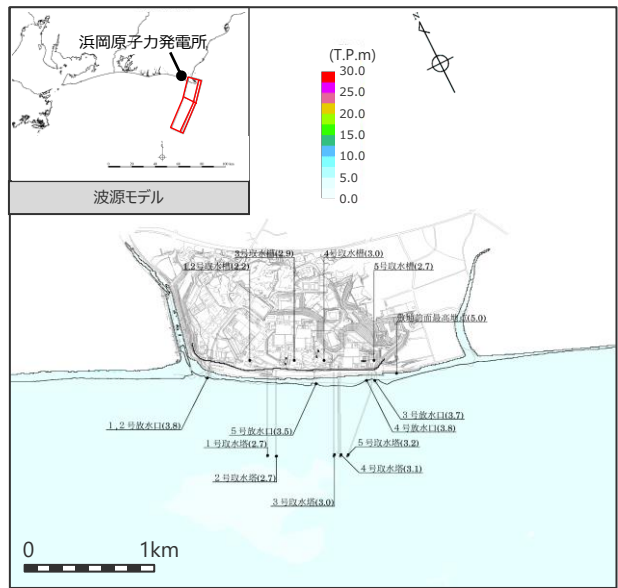 浜岡原子力発電所
波源モデル
(T.P.m)
30.0
25.0
20.0
15.0
10.0
5.0
0.0
3号取水槽(2.9)
4号取水槽(3.0)
1,2号取水槽(2.2)
5号取水槽(2.7)
敷地前面最高地点(5.0)
1，2号放水口(3.8)
5号放水口(3.5)
3号放水口(3.7)
4号放水口(3.8)
1号取水塔(2.7)
5号取水塔(3.2)
2号取水塔(2.7)
4号取水塔(3.1)
3号取水塔(3.0)
0 1km